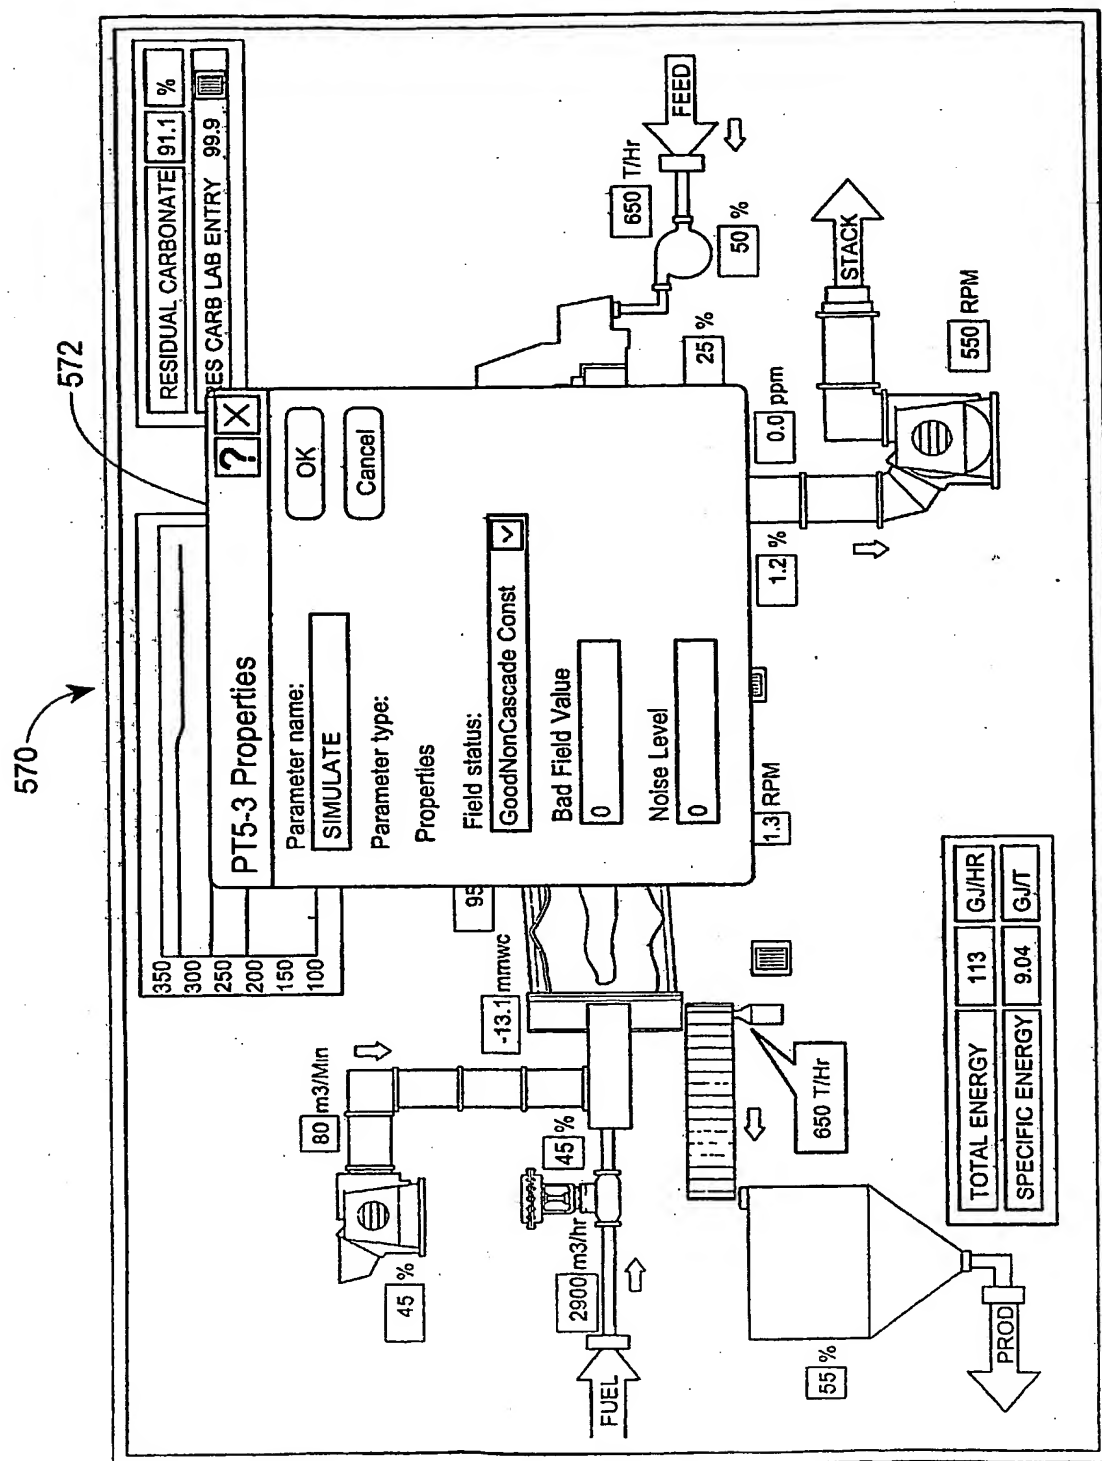 570
572
350
300
250
200
150
100
RESIDUAL CARBONATE 91.1 %
RES CARB LAB ENTRY 99.9
PT5-3 Properties ? X
Parameter name:
SIMULATE
OK
Cancel
Parameter type:
Properties
Field status:
GoodNonCascade Const
Bad Field Value
0
Noise Level
0
80 m3/Min
45 %
-13.1 mmwc
95
45 %
2900 m3/hr
FUEL
650 T/Hr
FEED
50 %
25 %
STACK
0.0 ppm
1.2 %
550 RPM
1.3 RPM
650 T/Hr
55 %
PROD
TOTAL ENERGY 113 GJ/HR
SPECIFIC ENERGY 9.04 GJ/T